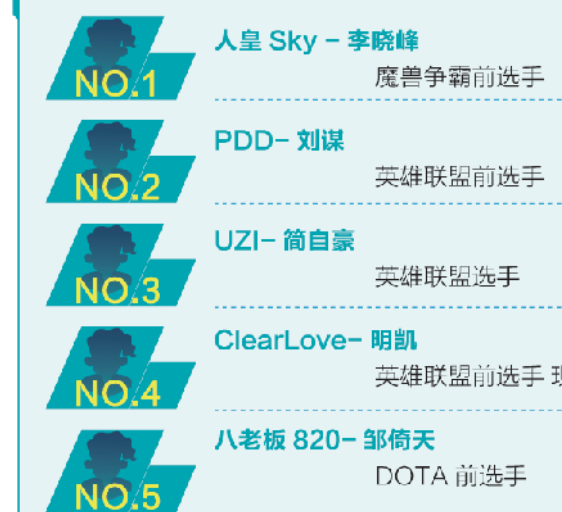 NO.1
人皇 Sky – 李晓峰
魔兽争霸前选手
NO.2
PDD– 刘谋
英雄联盟前选手
NO.3
UZI– 简自豪
英雄联盟选手
NO.4
ClearLove– 明凯
英雄联盟前选手
NO.5
八老板 820– 邹倚天
DOTA 前选手